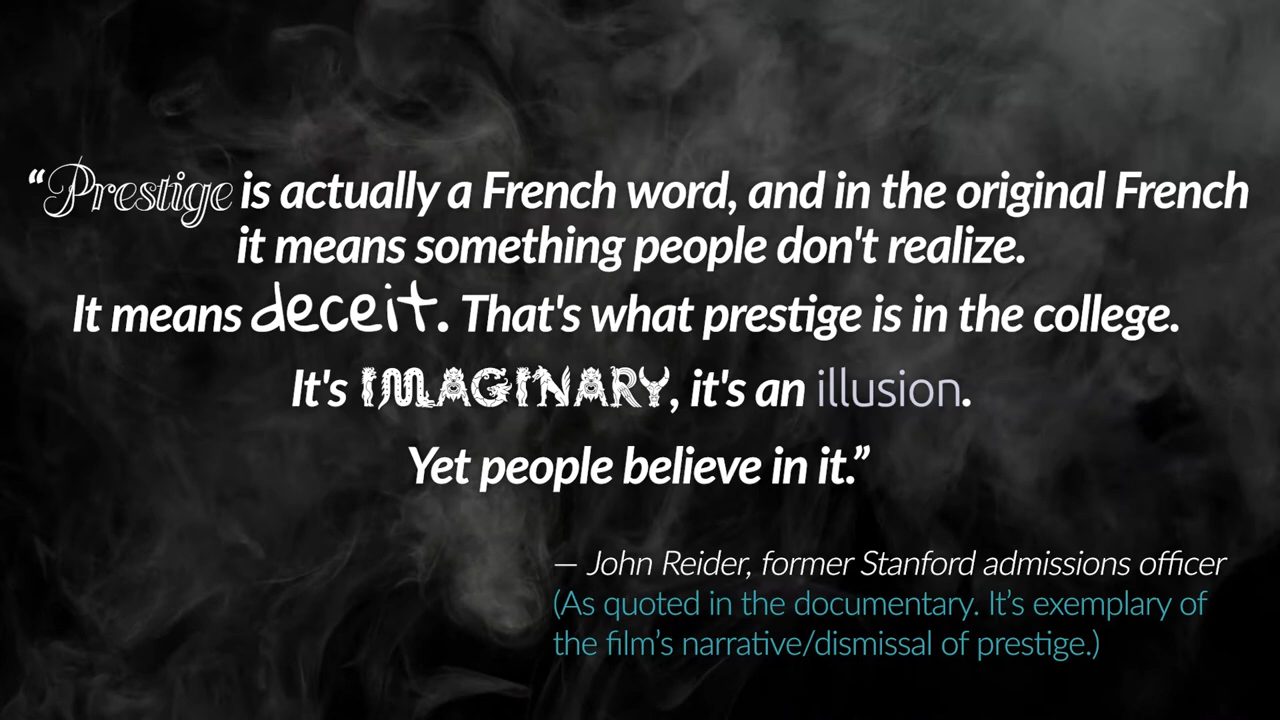 “Prestige is actually a French word, and in the original French
it means something people don't realize.
It means deceit. That's what prestige is in the college.
It's IMAGINARY, it's an illusion.
Yet people believe in it.”
— John Reider, former Stanford admissions officer
(As quoted in the documentary. It’s exemplary of
the film’s narrative/dismissal of prestige.)